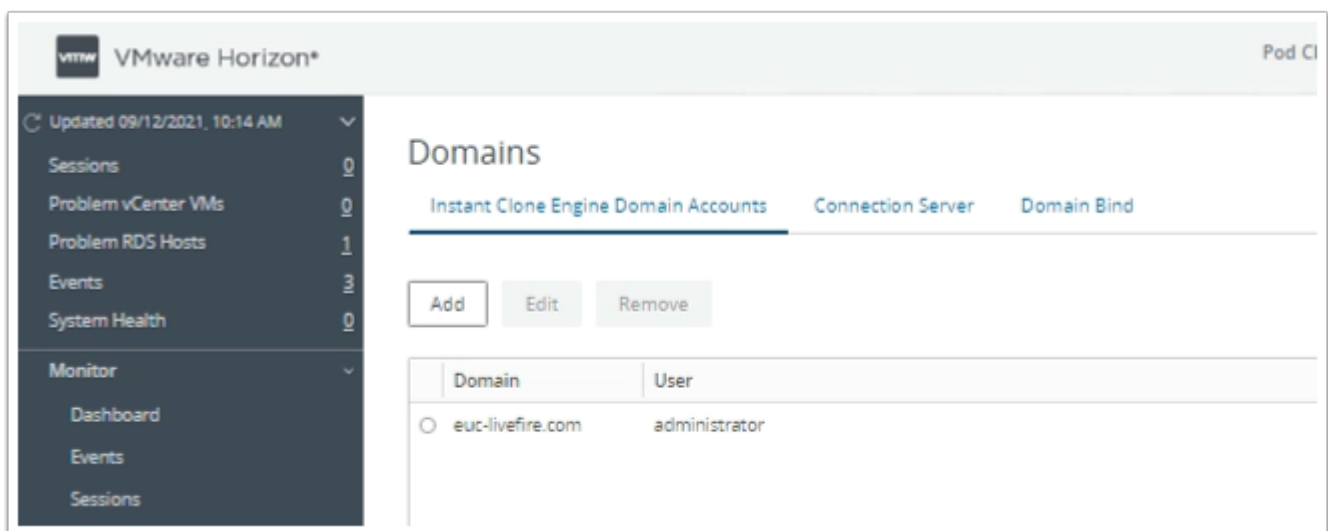 vmw VMware Horizon®
Pod Cl
Updated 09/12/2021, 10:14 AM
Sessions 0
Problem vCenter VMs 0
Problem RDS Hosts 1
Events 3
System Health 0
Monitor
Dashboard
Events
Sessions
Domains
Instant Clone Engine Domain Accounts Connection Server Domain Bind
Add Edit Remove
Domain User
euc-livefire.com administrator